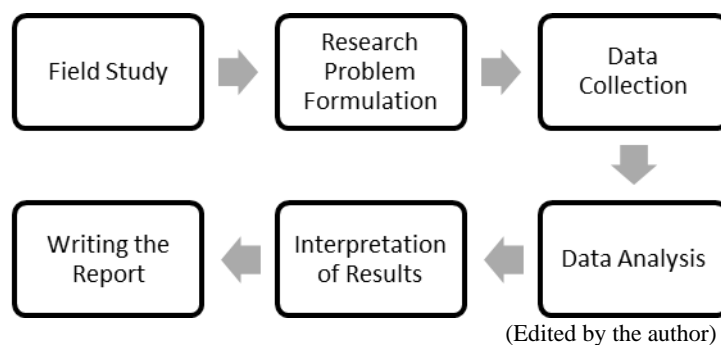 Field Study
Research
Problem
Formulation
Data
Collection
Data Analysis
Interpretation
of Results
Writing the
Report
(Edited by the author)